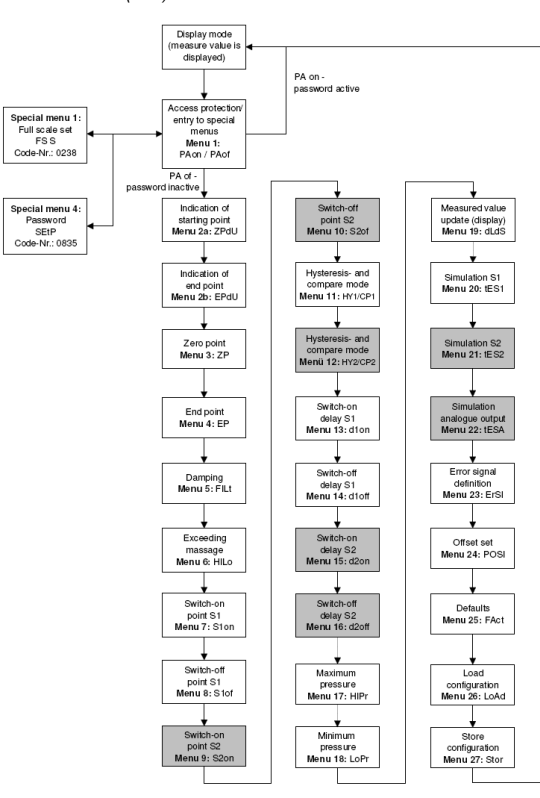 Display mode
(measure value is
displayed)
PA on -
password active
Access protection/
entry to special
menus
Menu 1:
PAon / PAof
Special menu 1:
Full scale set
FS S
Code-Nr.: 0238
Special menu 4:
Password
SEtP
Code-Nr.: 0835
PA of -
password inactive
Indication of
starting point
Menu 2a: ZPdU
Indication of
end point
Menu 2b: EPdU
Zero point
Menu 3: ZP
End point
Menu 4: EP
Damping
Menu 5: FILt
Exceeding
massage
Menu 6: HILo
Switch-on
point S1
Menu 7: S1on
Switch-off
point S1
Menu 8: S1of
Switch-on
point S2
Menu 9: S2on
Switch-off
point S2
Menu 10: S2of
Hysteresis- and
compare mode
Menu 11: HY1/CP1
Hysteresis- and
compare mode
Menü 12: HY2/CP2
Switch-on
delay S1
Menu 13: d1on
Switch-off
delay S1
Menu 14: d1off
Switch-on
delay S2
Menu 15: d2on
Switch-off
delay S2
Menu 16: d2off
Maximum
pressure
Menu 17: HIPr
Minimum
pressure
Menu 18: LoPr
Measured value
update (display)
Menu 19: dLdS
Simulation S1
Menu 20: tES1
Simulation S2
Menu 21: tES2
Simulation
analogue output
Menu 22: tESA
Error signal
definition
Menu 23: ErSI
Offset set
Menu 24: POSI
Defaults
Menu 25: FAct
Load
configuration
Menu 26: LoAd
Store
configuration
Menu 27: Stor